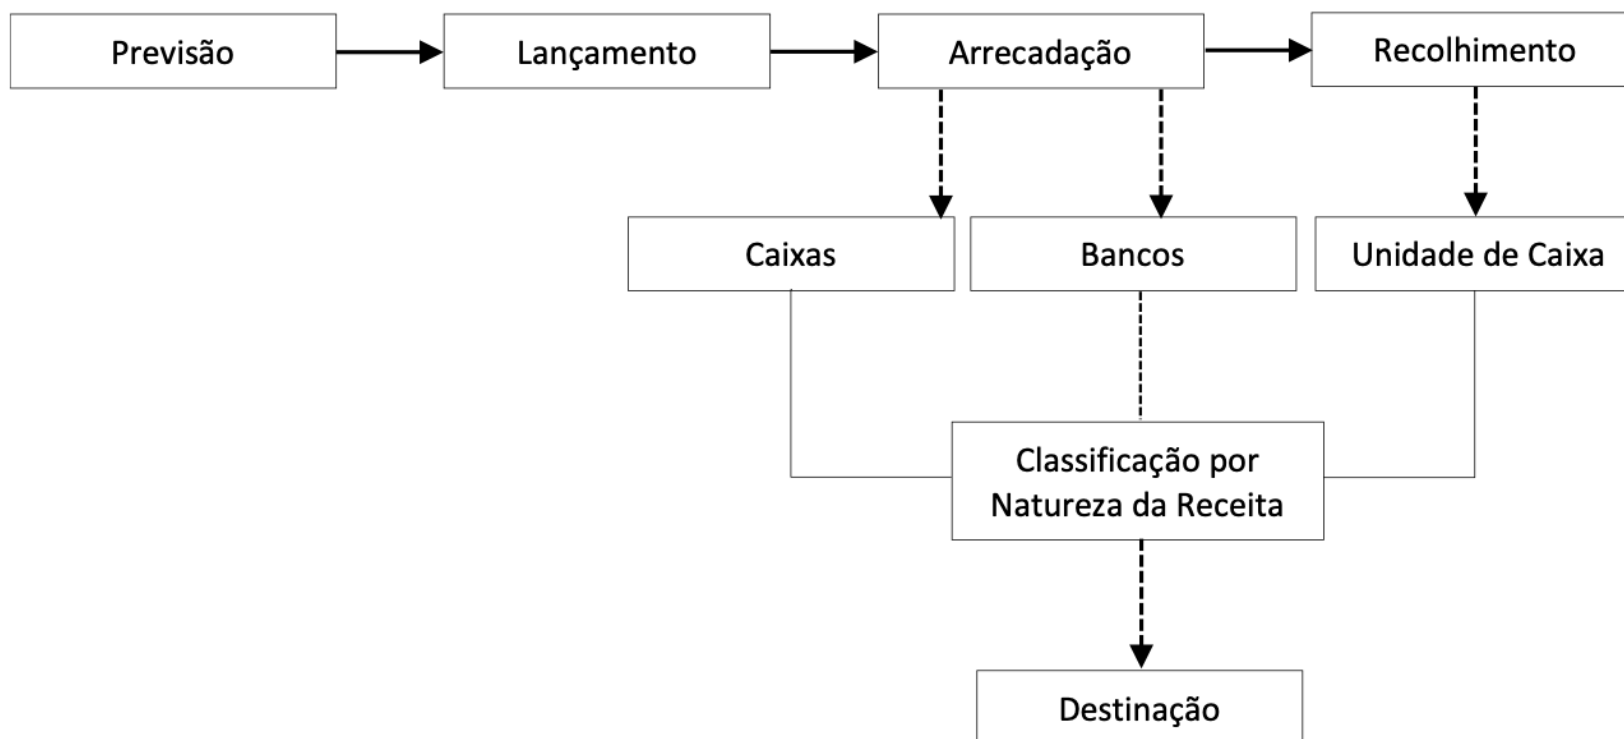 Previsão
Lançamento
Arrecadação
Recolhimento
Caixas
Bancos
Unidade de Caixa
Classificação por
Natureza da Receita
Destinação